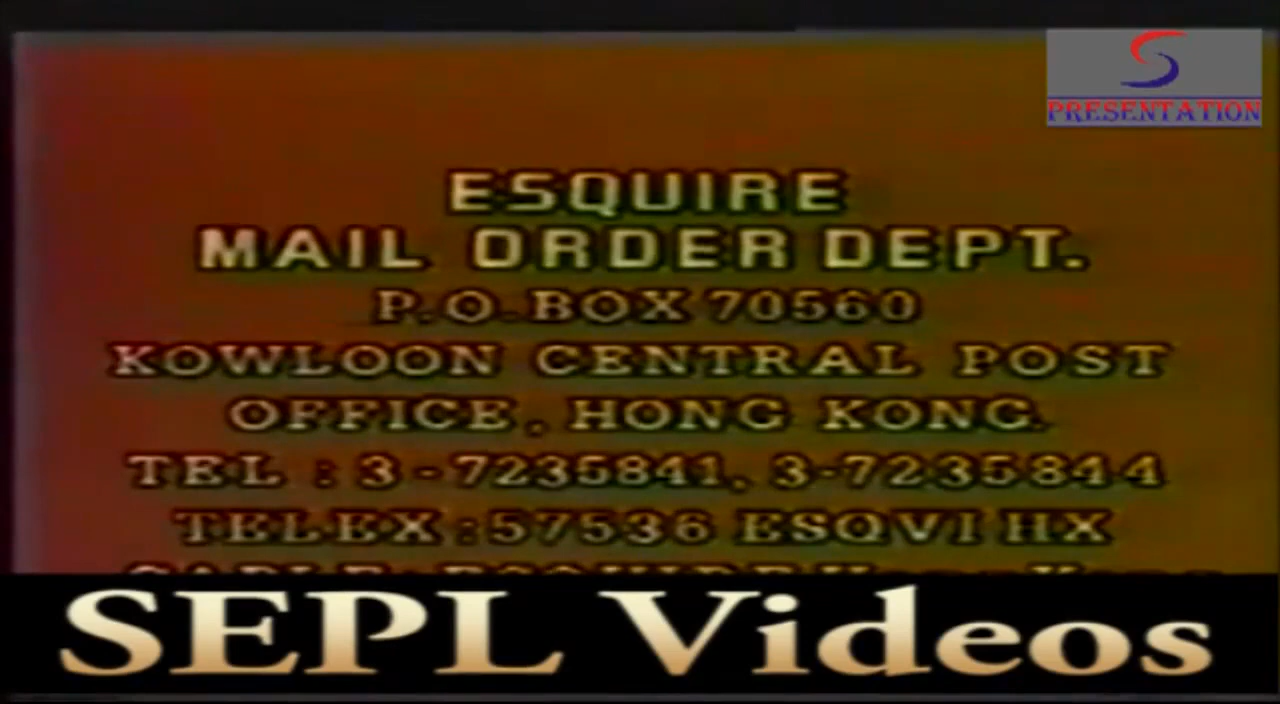 PRESENTATION
ESQUIRE
MAIL ORDER DEPT.
P.O.BOX 70560
KOWLOON CENTRAL POST
OFFICE, HONG KONG.
TEL : 3-7235841, 3-7235844
TELEX:57536 ESQVI HX
SEPL Videos